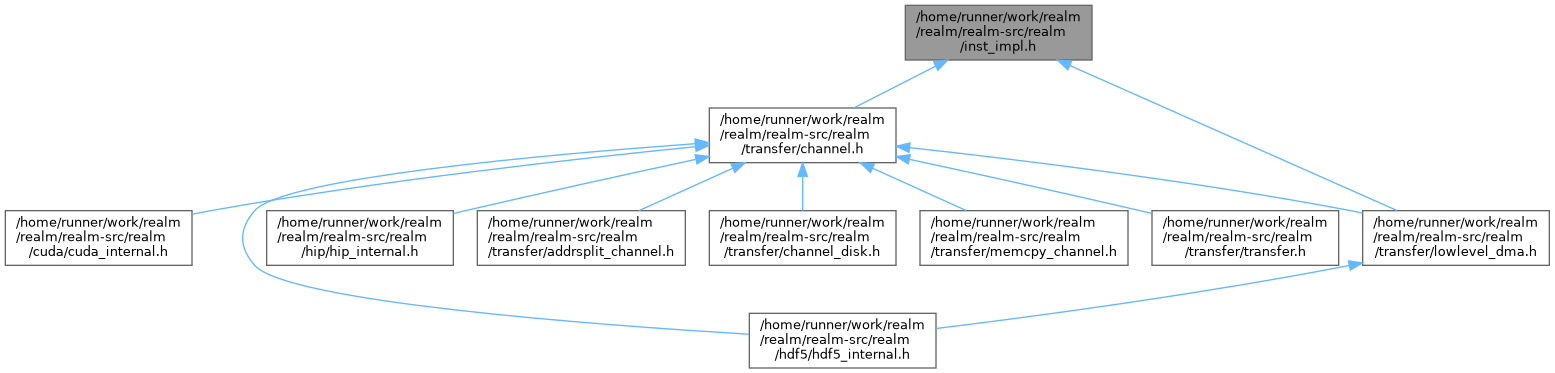 /home/runner/work/realm
/realm/realm-src/realm
/inst_impl.h
/home/runner/work/realm
/realm/realm-src/realm
/transfer/channel.h
/home/runner/work/realm
/realm/realm-src/realm
/cuda/cuda_internal.h
/home/runner/work/realm
/realm/realm-src/realm
/hip/hip_internal.h
/home/runner/work/realm
/realm/realm-src/realm
/transfer/addrsplit_channel.h
/home/runner/work/realm
/realm/realm-src/realm
/transfer/channel_disk.h
/home/runner/work/realm
/realm/realm-src/realm
/transfer/memcpy_channel.h
/home/runner/work/realm
/realm/realm-src/realm
/transfer/transfer.h
/home/runner/work/realm
/realm/realm-src/realm
/transfer/lowlevel_dma.h
/home/runner/work/realm
/realm/realm-src/realm
/hdf5/hdf5_internal.h